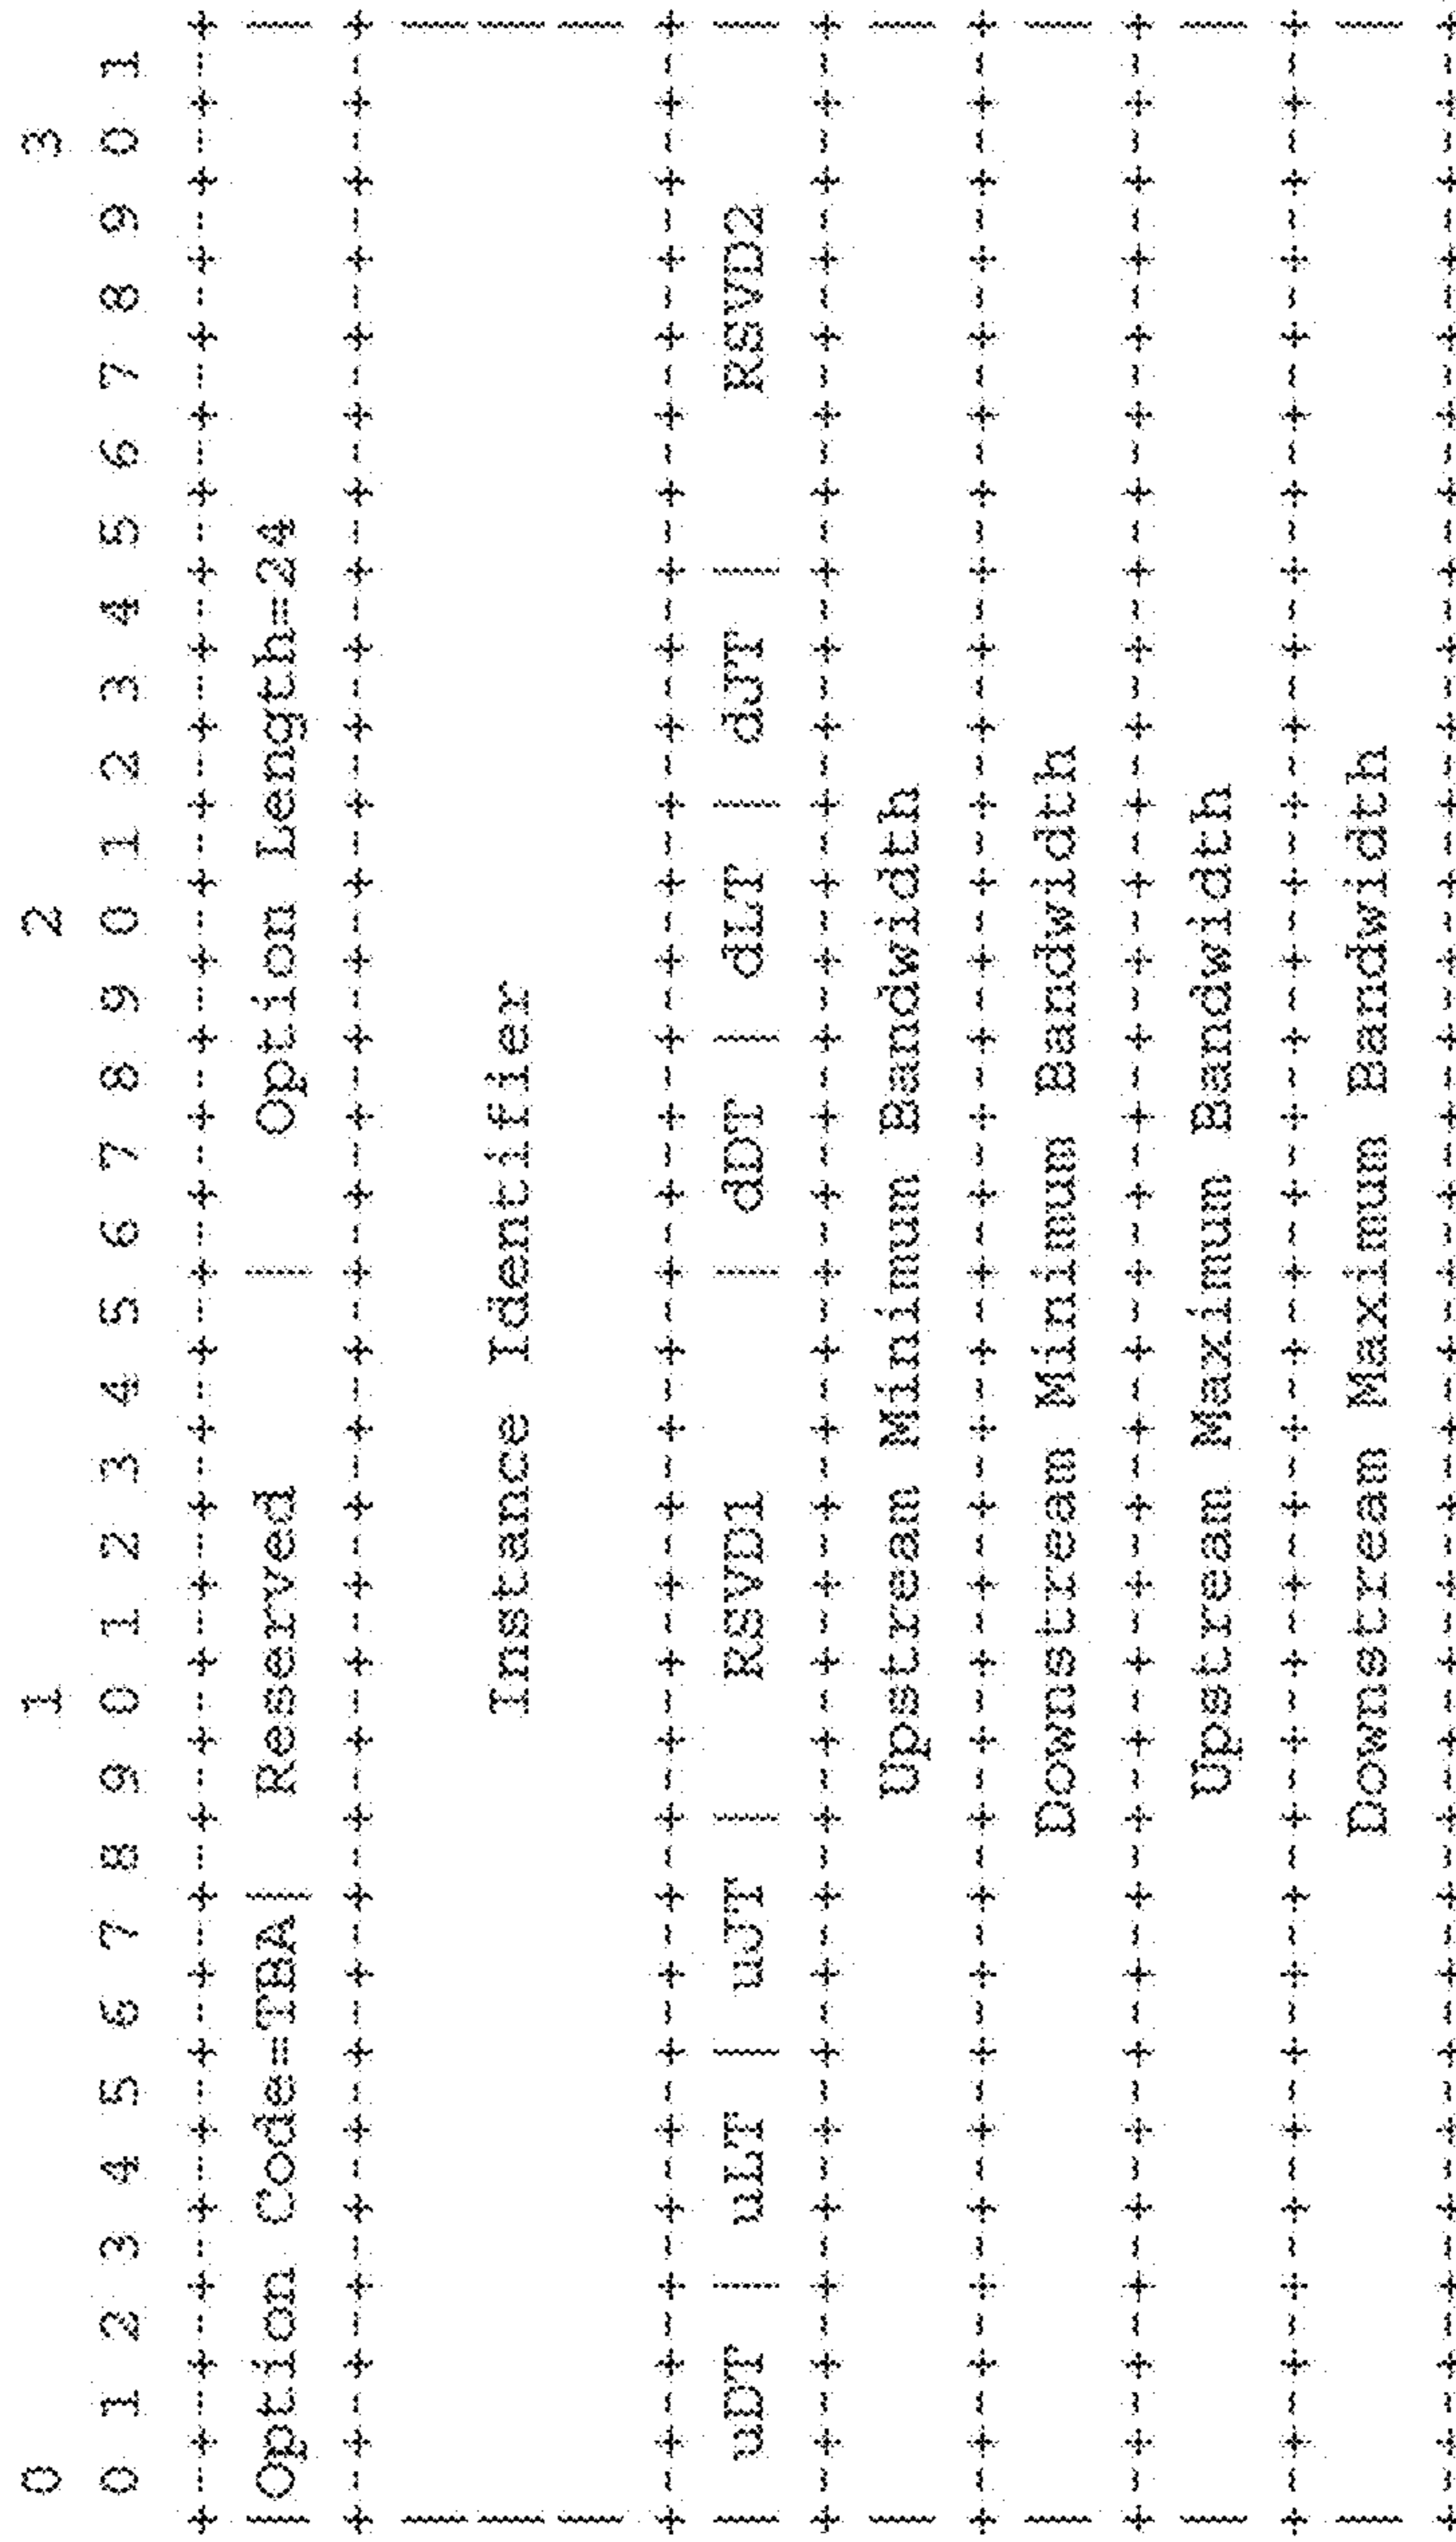 0                   1                   2                   3
 0 1 2 3 4 5 6 7 8 9 0 1 2 3 4 5 6 7 8 9 0 1 2 3 4 5 6 7 8 9 0 1
+-+-+-+-+-+-+-+-+-+-+-+-+-+-+-+-+-+-+-+-+-+-+-+-+-+-+-+-+-+-+-+-+
|Option Code=TBA|  Reserved     |   Option Length=24            |
+-+-+-+-+-+-+-+-+-+-+-+-+-+-+-+-+-+-+-+-+-+-+-+-+-+-+-+-+-+-+-+-+
|                                                               |
|                    Instance Identifier                        |
|                                                               |
+-+-+-+-+-+-+-+-+-+-+-+-+-+-+-+-+-+-+-+-+-+-+-+-+-+-+-+-+-+-+-+-+
| uDT | uLT | uJT |   RSVD1     | dDT | dLT | dJT |    RSVD2    |
+-+-+-+-+-+-+-+-+-+-+-+-+-+-+-+-+-+-+-+-+-+-+-+-+-+-+-+-+-+-+-+-+
|                  Upstream Minimum Bandwidth                   |
+-+-+-+-+-+-+-+-+-+-+-+-+-+-+-+-+-+-+-+-+-+-+-+-+-+-+-+-+-+-+-+-+
|                 Downstream Minimum Bandwidth                  |
+-+-+-+-+-+-+-+-+-+-+-+-+-+-+-+-+-+-+-+-+-+-+-+-+-+-+-+-+-+-+-+-+
|                  Upstream Maximum Bandwidth                   |
+-+-+-+-+-+-+-+-+-+-+-+-+-+-+-+-+-+-+-+-+-+-+-+-+-+-+-+-+-+-+-+-+
|                 Downstream Maximum Bandwidth                  |
+-+-+-+-+-+-+-+-+-+-+-+-+-+-+-+-+-+-+-+-+-+-+-+-+-+-+-+-+-+-+-+-+